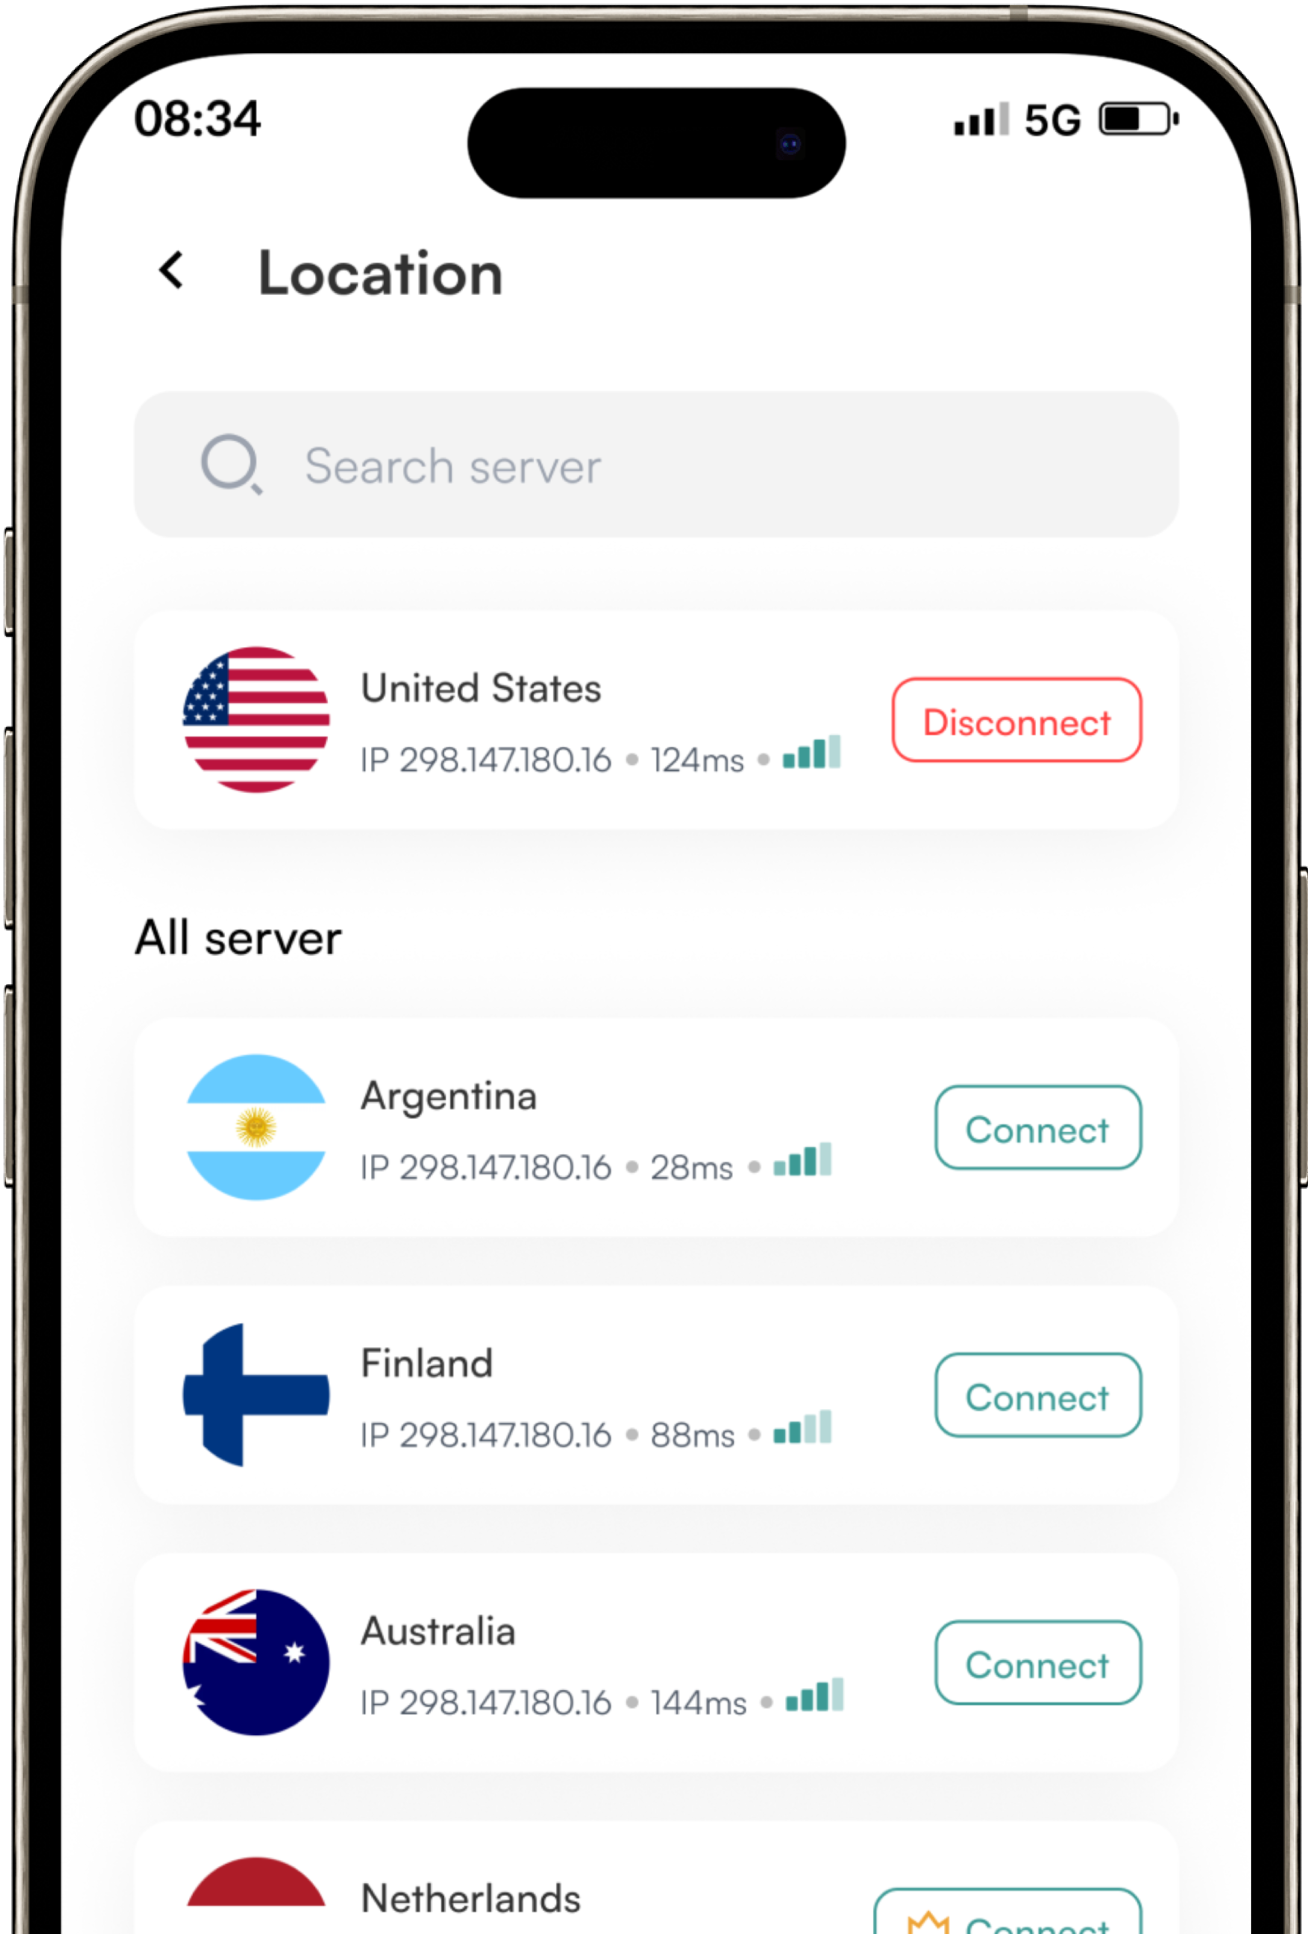 08:34
5G
Location
Search server
United States
IP 298.147.180.16 • 124ms •
Disconnect
All server
Argentina
IP 298.147.180.16 • 28ms •
Connect
Finland
IP 298.147.180.16 • 88ms •
Connect
Australia
IP 298.147.180.16 • 144ms •
Connect
Netherlands
Connect